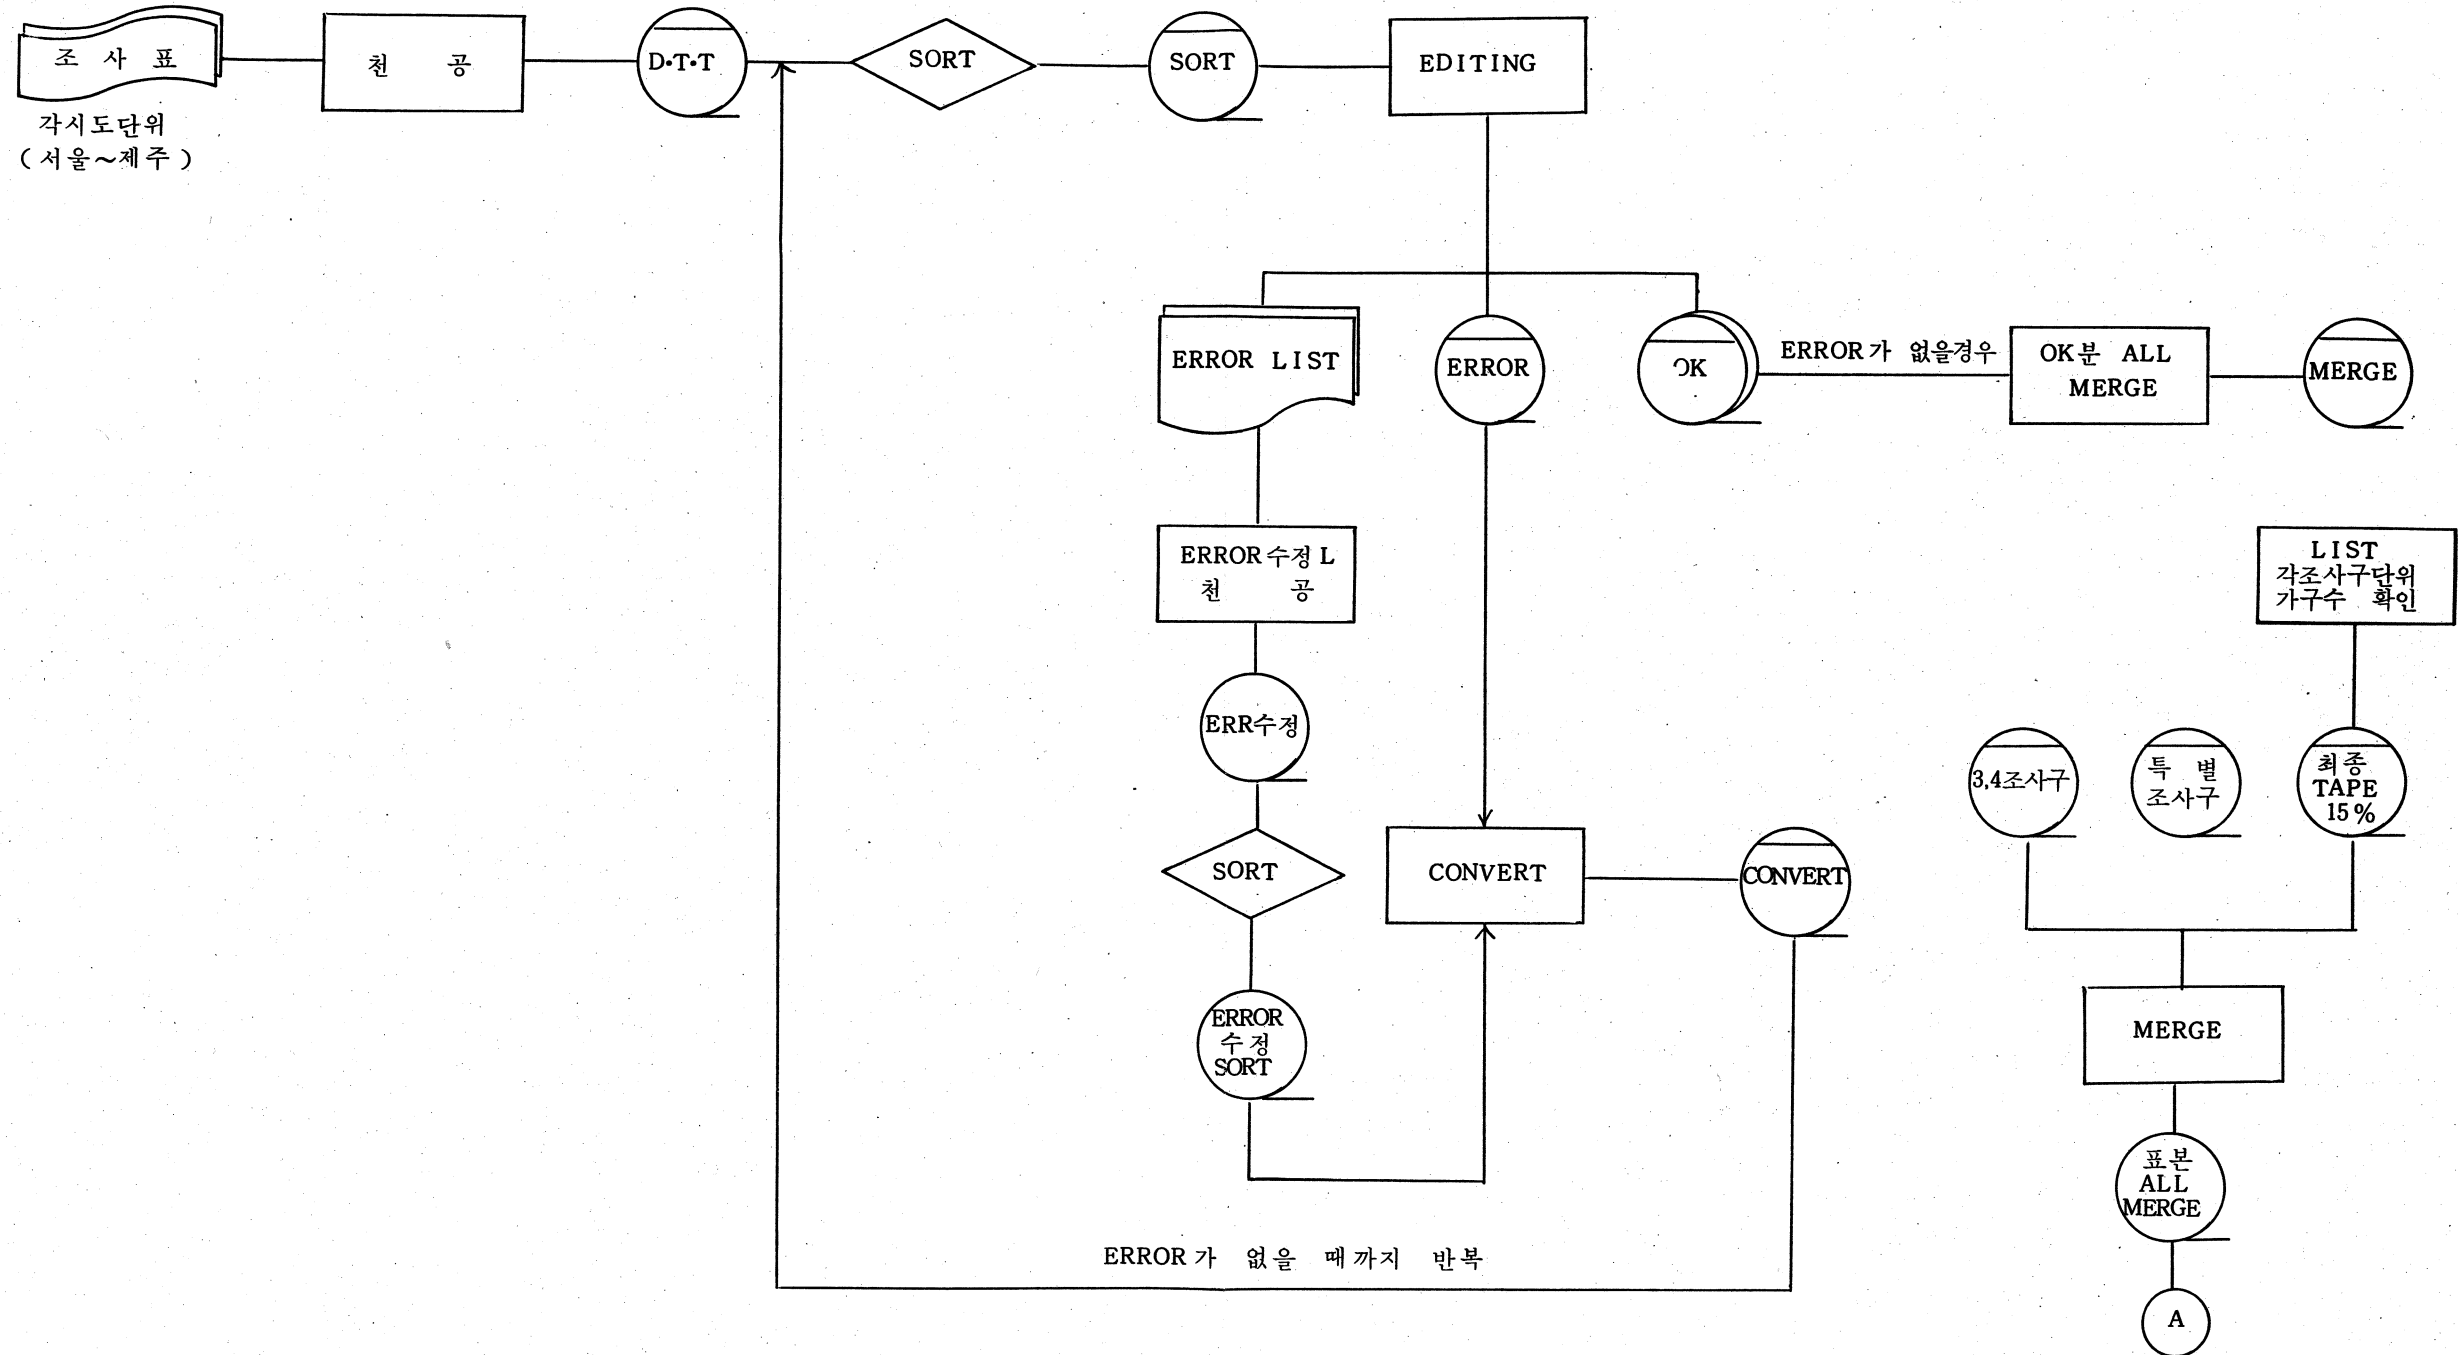 조 사 표
각시도단위
(서울~제주)
천 공
D•T•T
SORT
SORT
EDITING
ERROR LIST
ERROR
OK
ERROR가 없을경우
OK분 ALL
MERGE
MERGE
ERROR수정 L
천 공
ERR수정
SORT
ERROR
수정
SORT
CONVERT
CONVERT
ERROR가 없을 때까지 반복
LIST
각조사구단위
가구수 확인
3,4조사구
특 별
조사구
최종
TAPE
15%
MERGE
표본
ALL
MERGE
A